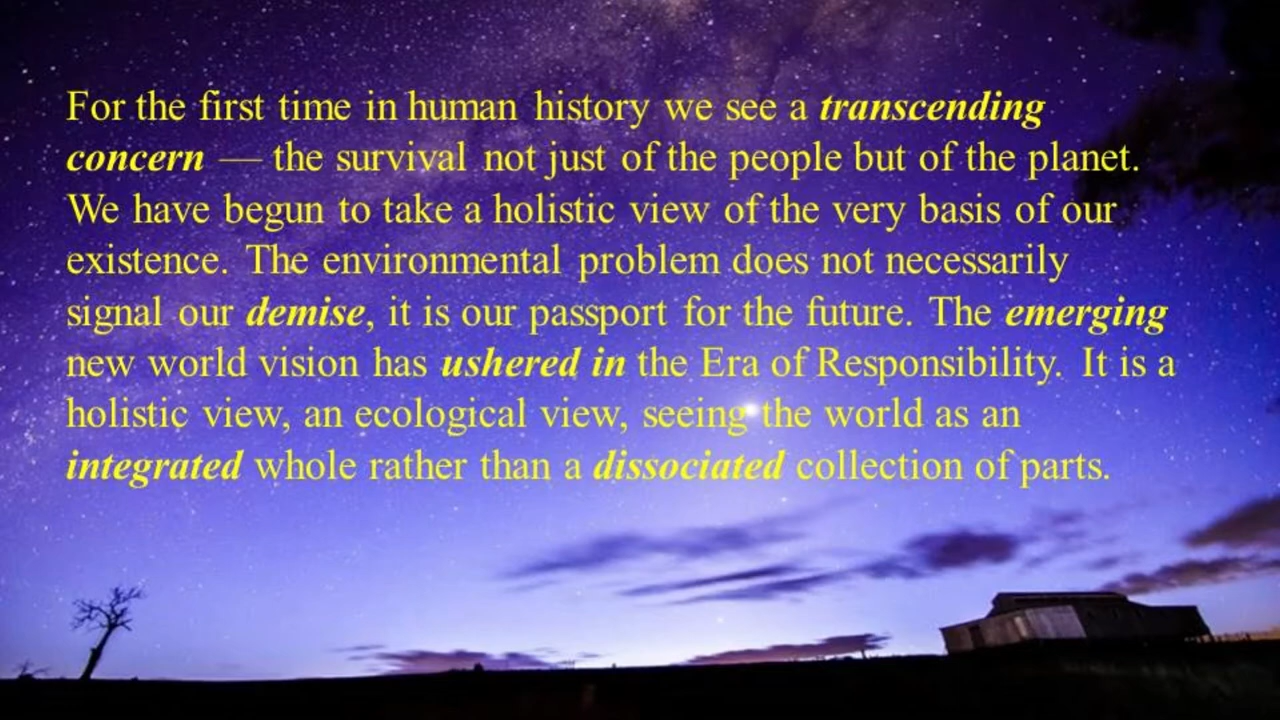 For the first time in human history we see a transcending
concern — the survival not just of the people but of the planet.
We have begun to take a holistic view of the very basis of our
existence. The environmental problem does not necessarily
signal our demise, it is our passport for the future. The emerging
new world vision has ushered in the Era of Responsibility. It is a
holistic view, an ecological view, seeing the world as an
integrated whole rather than a dissociated collection of parts.